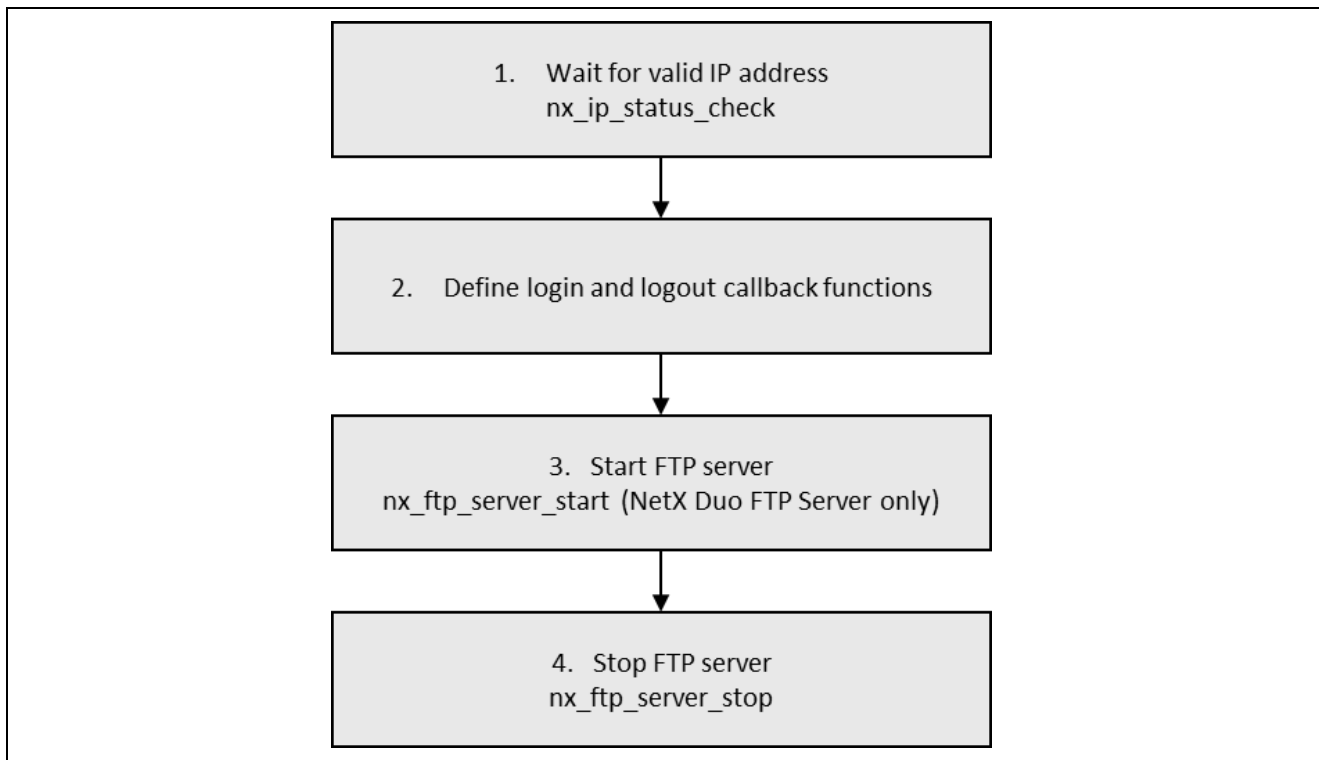 1. Wait for valid IP address
nx_ip_status_check
2. Define login and logout callback functions
3. Start FTP server
nx_ftp_server_start (NetX Duo FTP Server only)
4. Stop FTP server
nx_ftp_server_stop